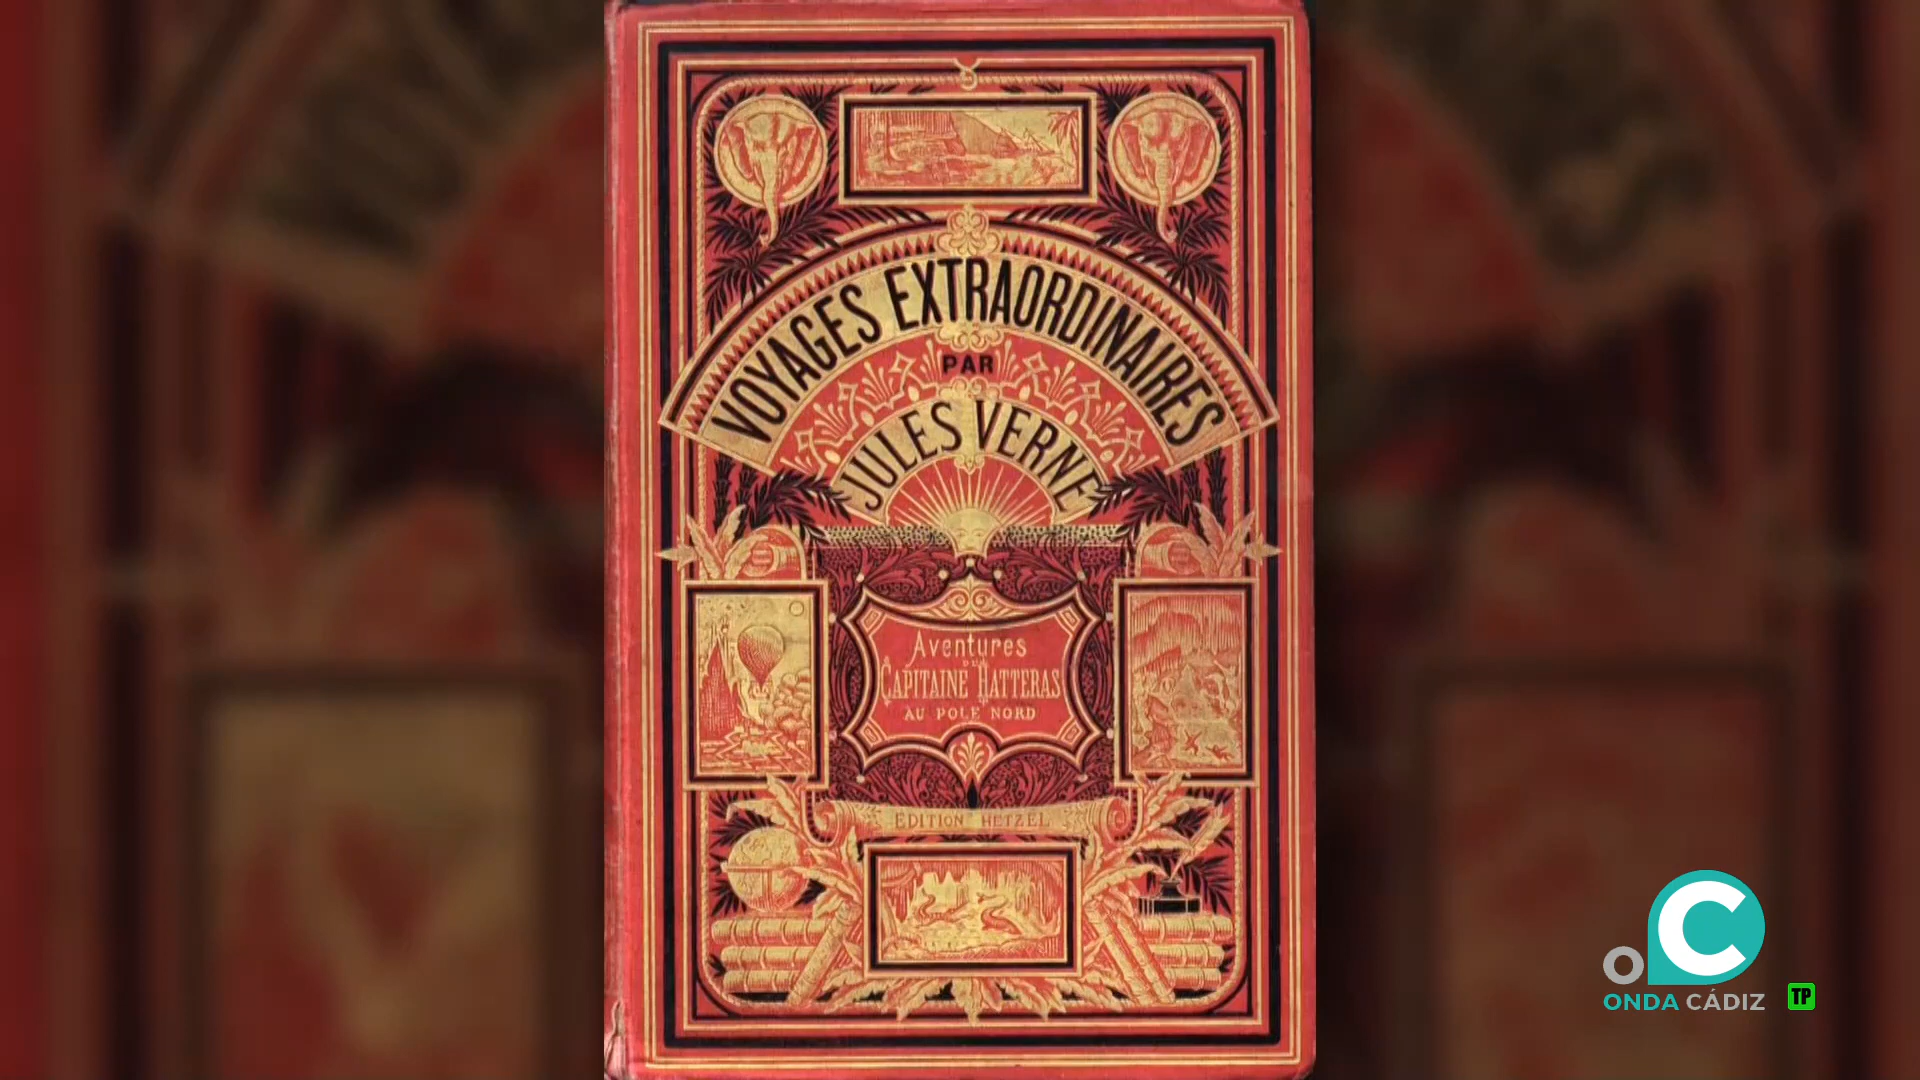 VOYAGES EXTRAORDINAIRES
PAR
JULES VERNE
Aventures
DU
CAPITAINE HATTERAS
AU POLE NORD
EDITION HETZEL
ONDA CÁDIZ
TP